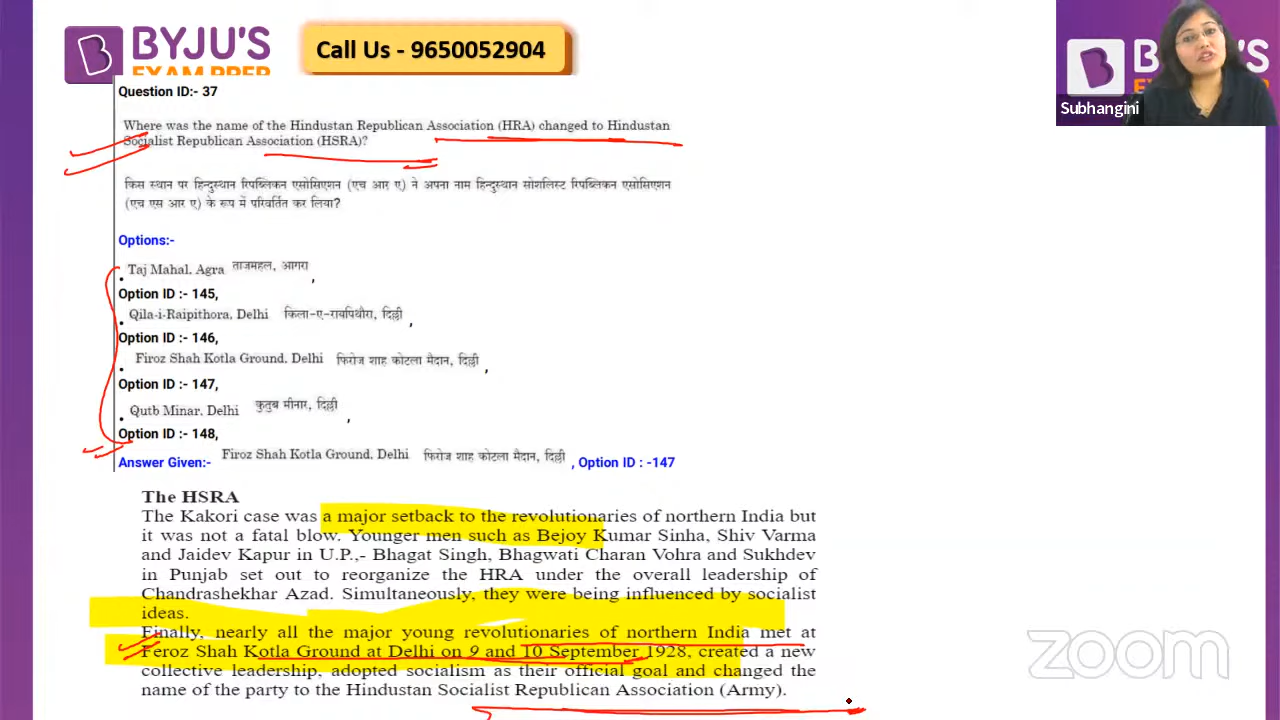 BYJU'S
EXAM PREP
Call Us - 9650052904
Subhangini
Question ID:- 37
Where was the name of the Hindustan Republican Association (HRA) changed to Hindustan
Socialist Republican Association (HSRA)?
किस स्थान पर हिन्दुस्थान रिपब्लिकन एसोसिएशन (एच आर ए) ने अपना नाम हिन्दुस्थान सोशलिस्ट रिपब्लिकन एसोसिएशन
(एच एस आर ए) के रूप में परिवर्तित कर लिया?
Options:-
Taj Mahal, Agra ताजमहल, आगरा ,
Option ID :- 145,
Qila-i-Raipithora, Delhi किला-ए-रायपिथौरा, दिल्ली ,
Option ID :- 146,
Firoz Shah Kotla Ground, Delhi फिरोज शाह कोटला मैदान, दिल्ली ,
Option ID :- 147,
Qutb Minar, Delhi कुतुब मीनार, दिल्ली ,
Option ID :- 148,
Answer Given:- Firoz Shah Kotla Ground, Delhi फिरोज शाह कोटला मैदान, दिल्ली , Option ID : -147
The HSRA
The Kakori case was a major setback to the revolutionaries of northern India but
it was not a fatal blow. Younger men such as Bejoy Kumar Sinha, Shiv Varma
and Jaidev Kapur in U.P.,- Bhagat Singh, Bhagwati Charan Vohra and Sukhdev
in Punjab set out to reorganize the HRA under the overall leadership of
Chandrashekhar Azad. Simultaneously, they were being influenced by socialist
ideas.
Finally, nearly all the major young revolutionaries of northern India met at
Feroz Shah Kotla Ground at Delhi on 9 and 10 September 1928, created a new
collective leadership, adopted socialism as their official goal and changed the
name of the party to the Hindustan Socialist Republican Association (Army).
zoom